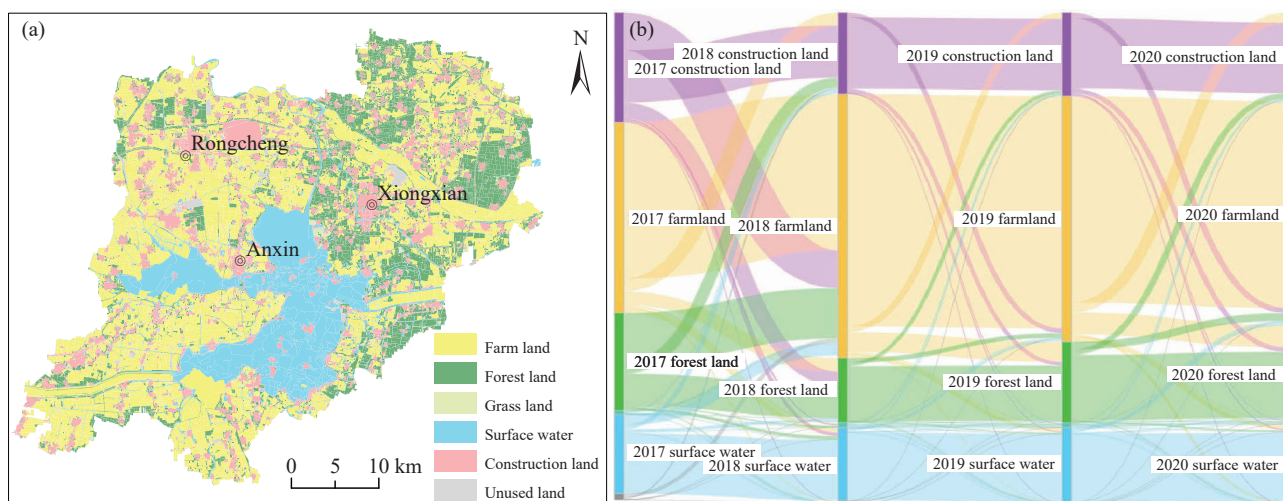 (a)
N
Rongcheng
Xiongxian
Anxin
Farm land
Forest land
Grass land
Surface water
Construction land
Unused land
0 5 10 km
(b)
2018 construction land
2017 construction land
2019 construction land
2020 construction land
2017 farmland
2018 farmland
2019 farmland
2020 farmland
2017 forest land
2018 forest land
2019 forest land
2020 forest land
2017 surface water
2018 surface water
2019 surface water
2020 surface water